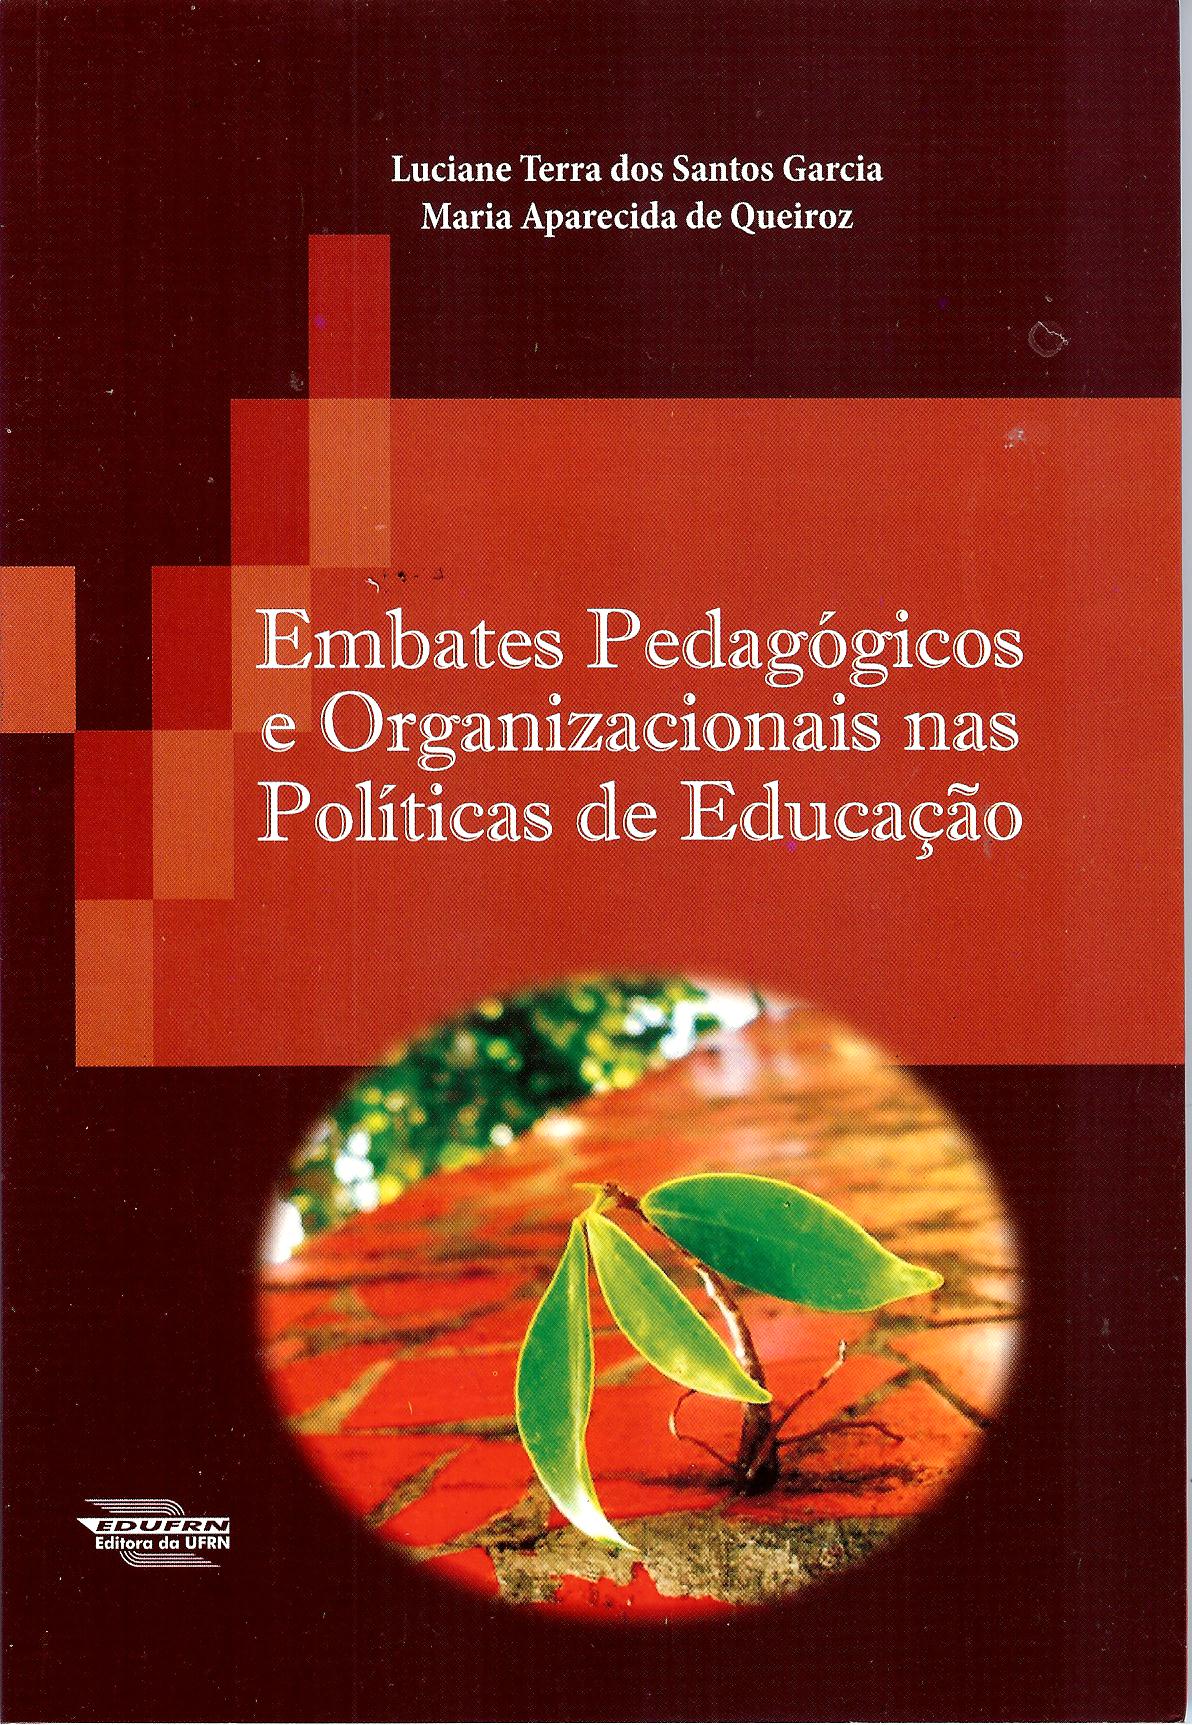 Luciane Terra dos Santos Garcia
Maria Aparecida de Queiroz
Embates Pedagógicos
e Organizacionais nas
Políticas de Educação
EDUFRN
Editora da UFRN